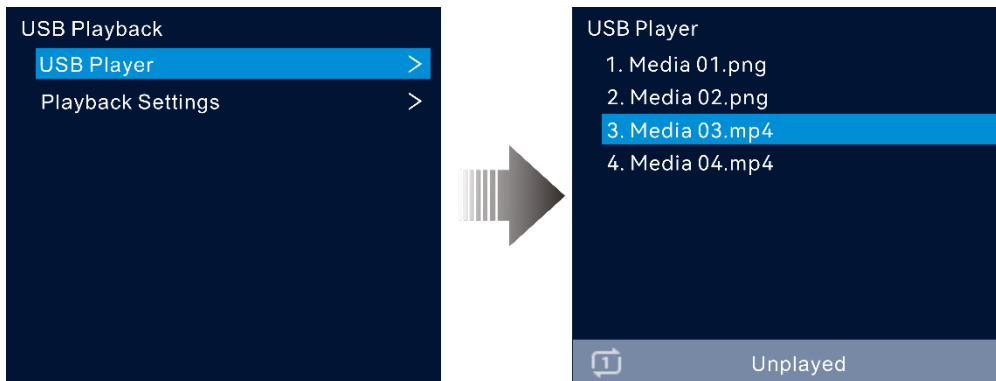 USB Playback
USB Player >
Playback Settings >
USB Player
1. Media 01.png
2. Media 02.png
3. Media 03.mp4
4. Media 04.mp4
1 Unplayed